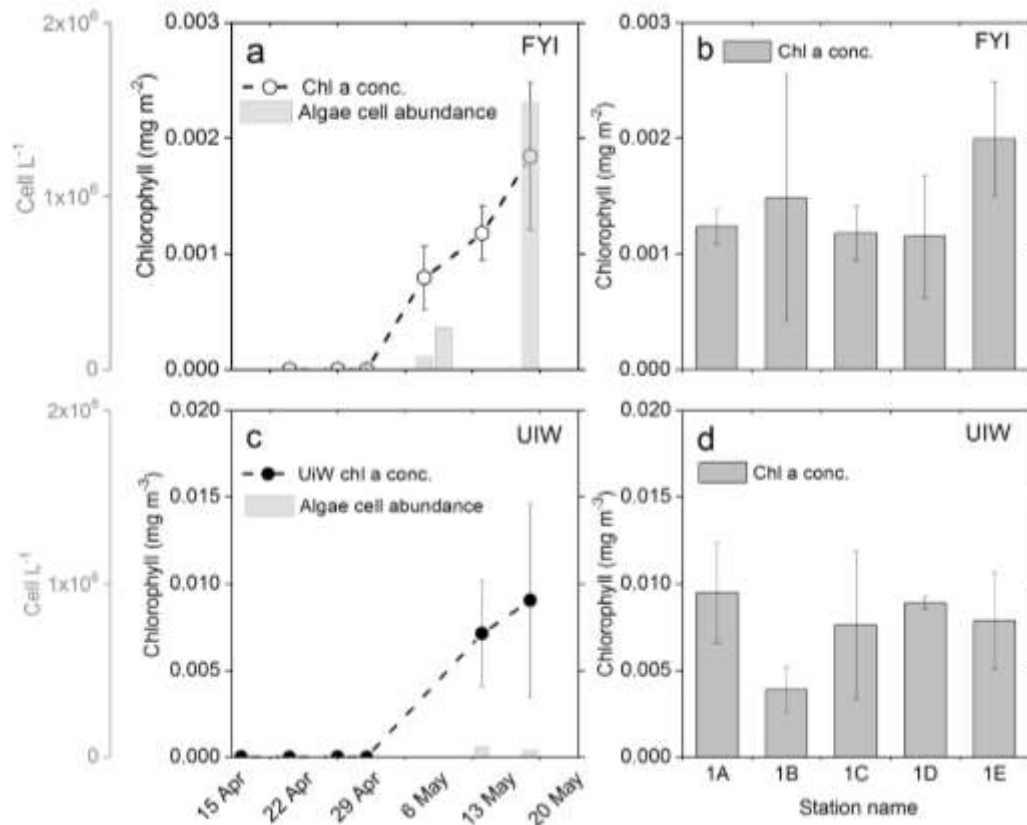 2x10⁶
1x10⁶
0
Cell L⁻¹
0.003
0.002
0.001
0.000
Chlorophyll (mg m⁻²)
a
FYI
Chl a conc.
Algae cell abundance
0.003
0.002
0.001
0.000
Chlorophyll (mg m⁻²)
b
FYI
Chl a conc.
2x10⁶
1x10⁶
0
Cell L⁻¹
0.020
0.015
0.010
0.005
0.000
Chlorophyll (mg m⁻³)
c
UIW
UiW chl a conc.
Algae cell abundance
15 Apr
22 Apr
29 Apr
6 May
13 May
20 May
0.020
0.015
0.010
0.005
0.000
Chlorophyll (mg m⁻³)
d
UIW
Chl a conc.
1A 1B 1C 1D 1E
Station name